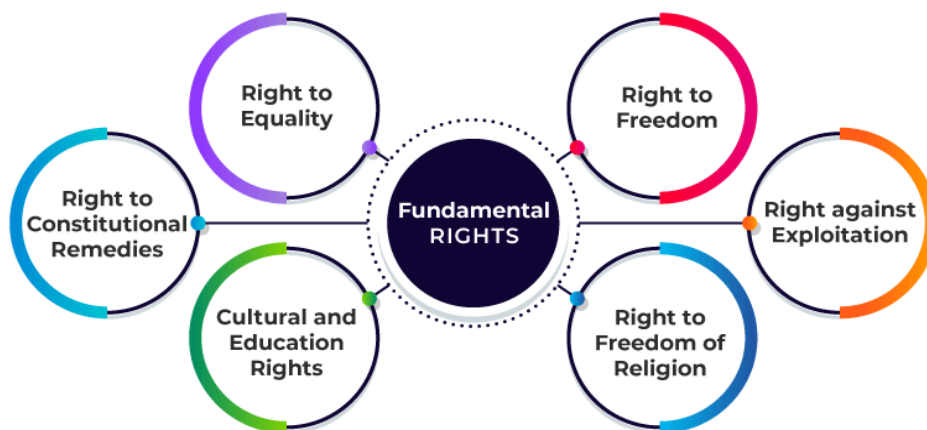 Right to
Equality
Right to
Freedom
Right to
Constitutional
Remedies
Fundamental
RIGHTS
Right against
Exploitation
Cultural and
Education
Rights
Right to
Freedom of
Religion